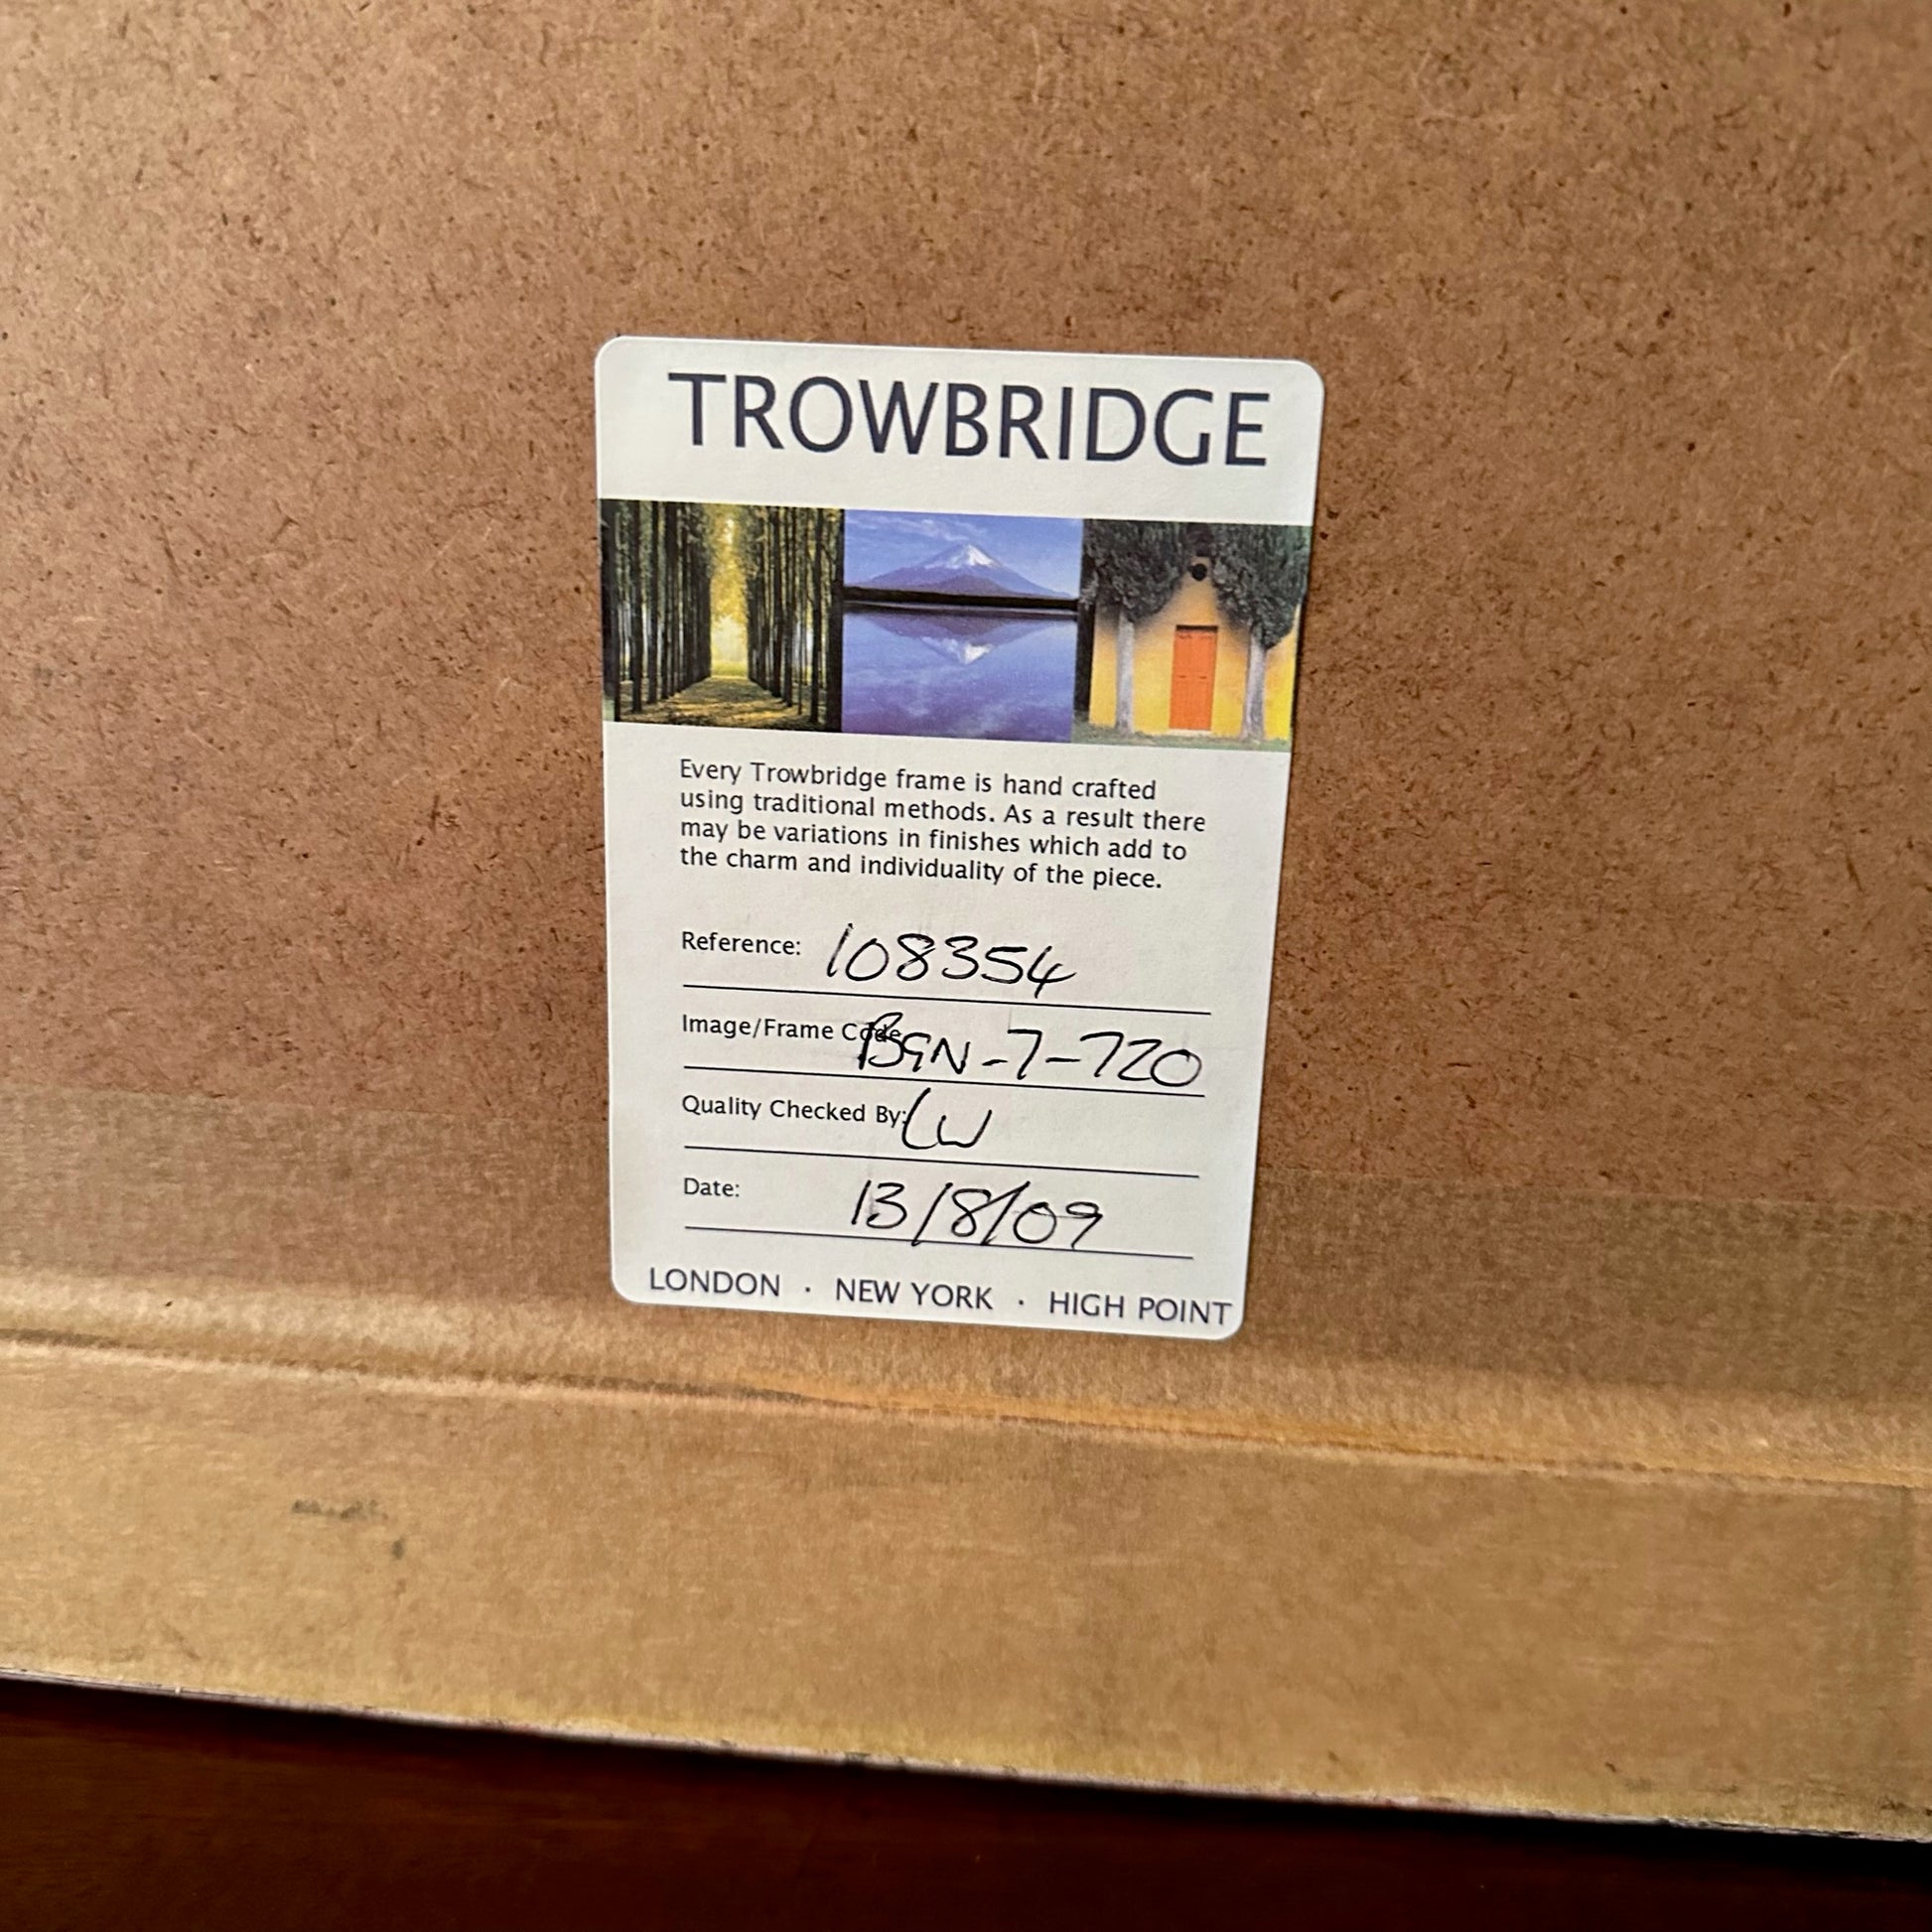 TROWBRIDGE
Every Trowbridge frame is hand crafted
using traditional methods. As a result there
may be variations in finishes which add to
the charm and individuality of the piece.
Reference: 108354
Image/Frame Code BGN-7-720
Quality Checked By: LW
Date: 13/8/09
LONDON · NEW YORK · HIGH POINT